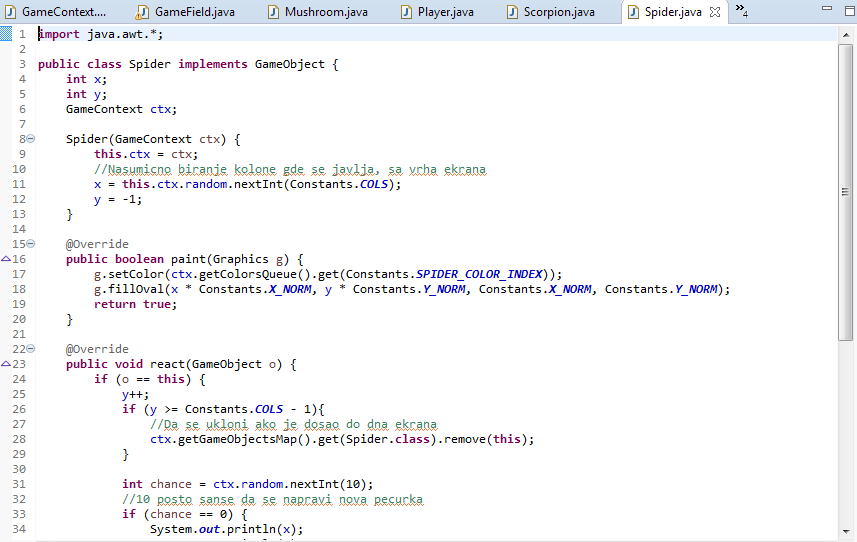 GameContext.... GameField.java Mushroom.java Player.java Scorpion.java Spider.java »4
1 import java.awt.*;
2
3 public class Spider implements GameObject {
4 int x;
5 int y;
6 GameContext ctx;
7
8 Spider(GameContext ctx) {
9 this.ctx = ctx;
10 //Nasumicno biranje kolone gde se javlja, sa vrha ekrana
11 x = this.ctx.random.nextInt(Constants.COLS);
12 y = -1;
13 }
14
15 @Override
16 public boolean paint(Graphics g) {
17 g.setColor(ctx.getColorsQueue().get(Constants.SPIDER_COLOR_INDEX));
18 g.fillOval(x * Constants.X_NORM, y * Constants.Y_NORM, Constants.X_NORM, Constants.Y_NORM);
19 return true;
20 }
21
22 @Override
23 public void react(GameObject o) {
24 if (o == this) {
25 y++;
26 if (y >= Constants.COLS - 1){
27 //Da se ukloni ako je dosao do dna ekrana
28 ctx.getGameObjectsMap().get(Spider.class).remove(this);
29 }
30
31 int chance = ctx.random.nextInt(10);
32 //10 posto sanse da se napravi nova pecurka
33 if (chance == 0) {
34 System.out.println(x);